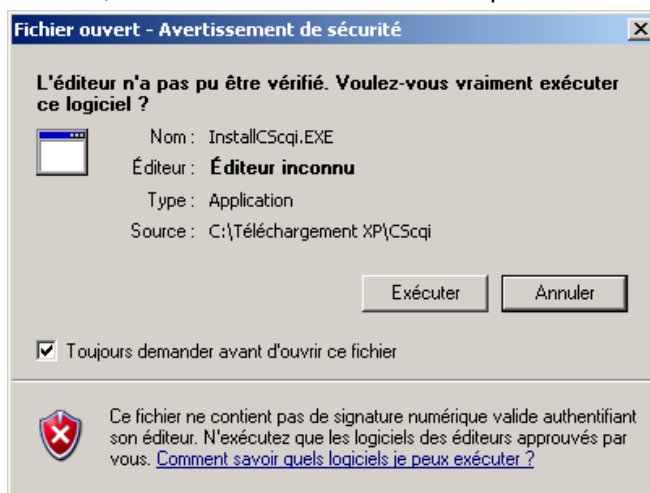 Fichier ouvert - Avertissement de sécurité
L'éditeur n'a pas pu être vérifié. Voulez-vous vraiment exécuter
ce logiciel ?
Nom : InstallCScqi.EXE
Éditeur : Éditeur inconnu
Type : Application
Source : C:\Téléchargement XP\CScqi
Exécuter Annuler
Toujours demander avant d'ouvrir ce fichier
Ce fichier ne contient pas de signature numérique valide authentifiant
son éditeur. N'exécutez que les logiciels des éditeurs approuvés par
vous. Comment savoir quels logiciels je peux exécuter ?